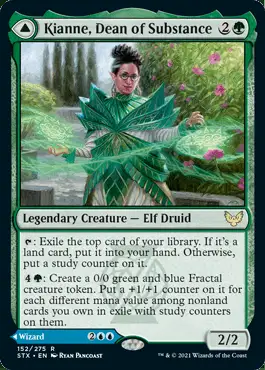 Kianne, Dean of Substance 2
Legendary Creature — Elf Druid
: Exile the top card of your library. If it's a
land card, put it into your hand. Otherwise,
put a study counter on it.
4 : Create a 0/0 green and blue Fractal
creature token. Put a +1/+1 counter on it for
each different mana value among nonland
cards you own in exile with study counters
on them.
Wizard 2
2/2
152/275 R
STX • EN Ryan Pancoast
™ & © 2021 Wizards of the Coast